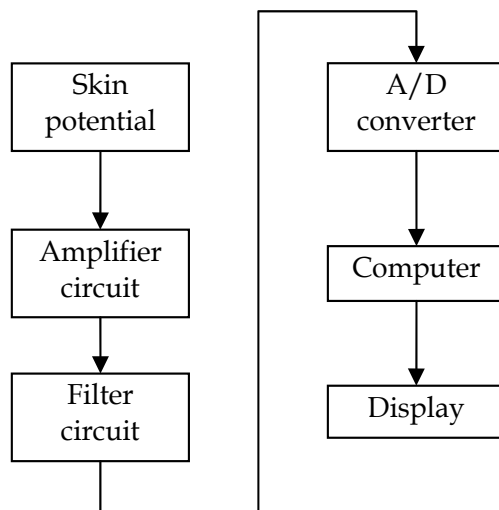 Skin
potential
Amplifier
circuit
Filter
circuit
A/D
converter
Computer
Display